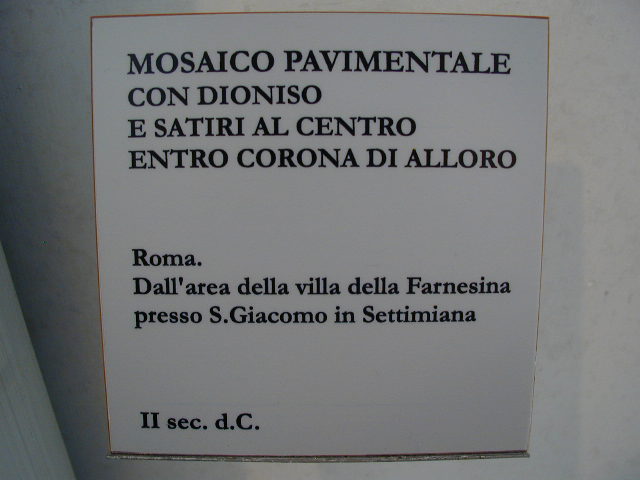 MOSAICO PAVIMENTALE
CON DIONISO
E SATIRI AL CENTRO
ENTRO CORONA DI ALLORO
Roma.
Dall'area della villa della Farnesina
presso S.Giacomo in Settimiana
II sec. d.C.